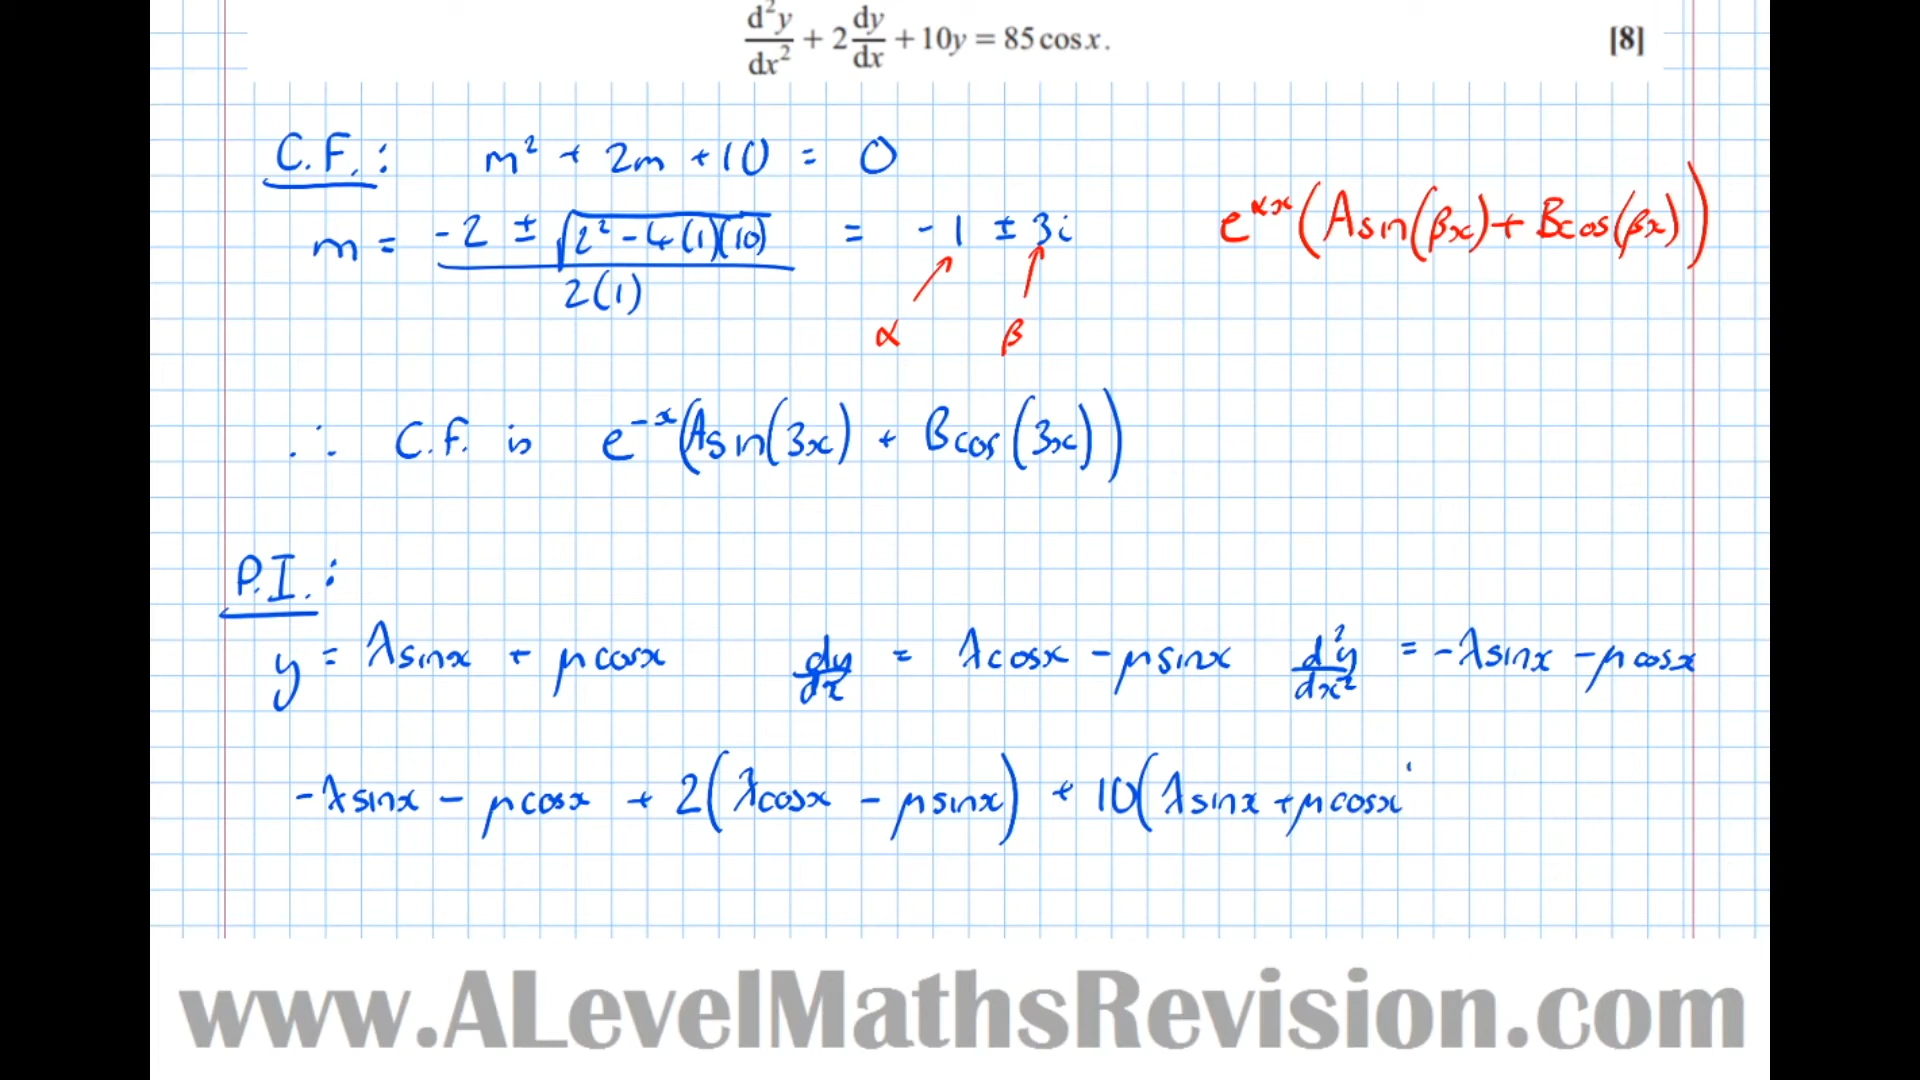 d²y/dx² + 2 dy/dx + 10y = 85 cos x. [8]
C.F.: m² + 2m + 10 = 0
m = (-2 ± √(2² - 4(1)(10)))/2(1) = -1 ± 3i
e^αx (A sin(βx) + B cos(βx))
α β
∴ C.F. is e^-x (A sin(3x) + B cos(3x))
P.I.:
y = λ sin x + μ cos x dy/dx = λ cos x - μ sin x d²y/dx² = -λ sin x - μ cos x
-λ sin x - μ cos x + 2(λ cos x - μ sin x) + 10(λ sin x + μ cos x
www.ALevelMathsRevision.com